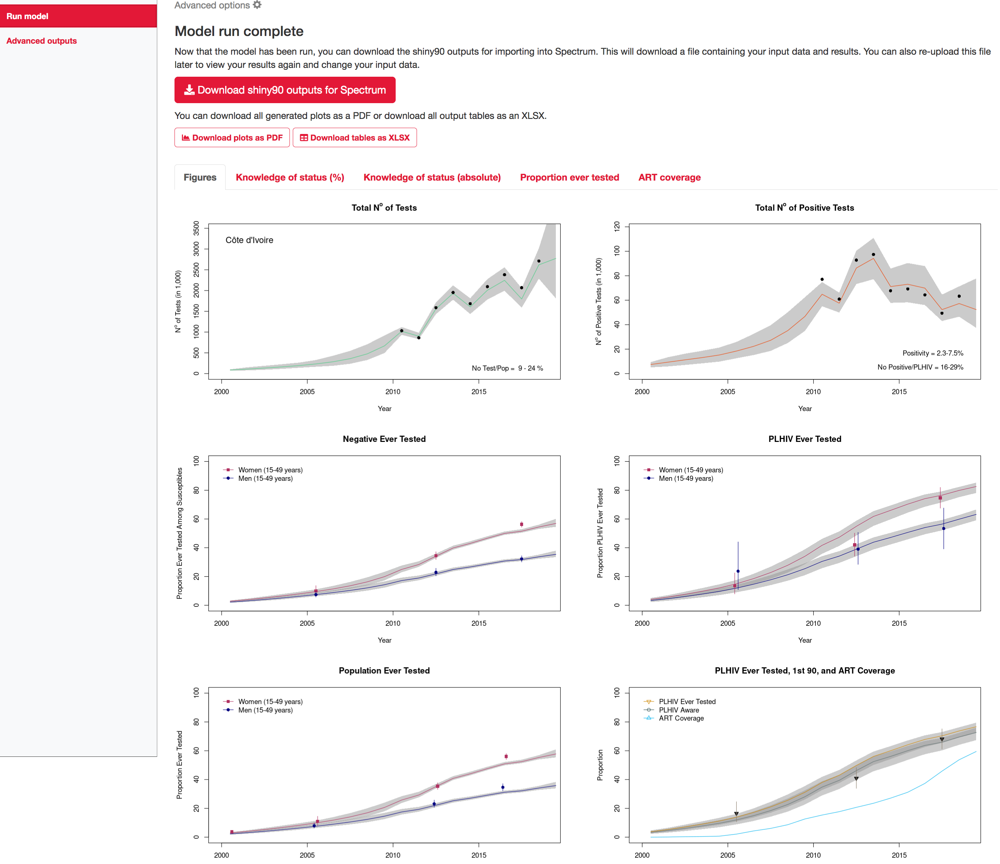 Advanced options
Run model
Advanced outputs
Model run complete
Now that the model has been run, you can download the shiny90 outputs for importing into Spectrum. This will download a file containing your input data and results. You can also re-upload this file
later to view your results again and change your input data.
Download shiny90 outputs for Spectrum
You can download all generated plots as a PDF or download all output tables as an XLSX.
Download plots as PDF
Download tables as XLSX
Figures
Knowledge of status (%)
Knowledge of status (absolute)
Proportion ever tested
ART coverage
Total Nº of Tests
Nº of Tests (in 1,000)
3500
3000
2500
2000
1500
1000
500
0
Côte d'Ivoire
No Test/Pop = 9 - 24 %
2000 2005 2010 2015
Year
Total Nº of Positive Tests
Nº of Positive Tests (in 1,000)
120
100
80
60
40
20
0
Positivity = 2.3-7.5%
No Positive/PLHIV = 16-29%
2000 2005 2010 2015
Year
Negative Ever Tested
Proportion Ever Tested Among Susceptibles
100
80
60
40
20
0
Women (15-49 years)
Men (15-49 years)
2000 2005 2010 2015
Year
PLHIV Ever Tested
Proportion PLHIV Ever Tested
100
80
60
40
20
0
Women (15-49 years)
Men (15-49 years)
2000 2005 2010 2015
Year
Population Ever Tested
Proportion Ever Tested
100
80
60
40
20
0
Women (15-49 years)
Men (15-49 years)
2000 2005 2010 2015
PLHIV Ever Tested, 1st 90, and ART Coverage
Proportion
100
80
60
40
20
0
PLHIV Ever Tested
PLHIV Aware
ART Coverage
2000 2005 2010 2015